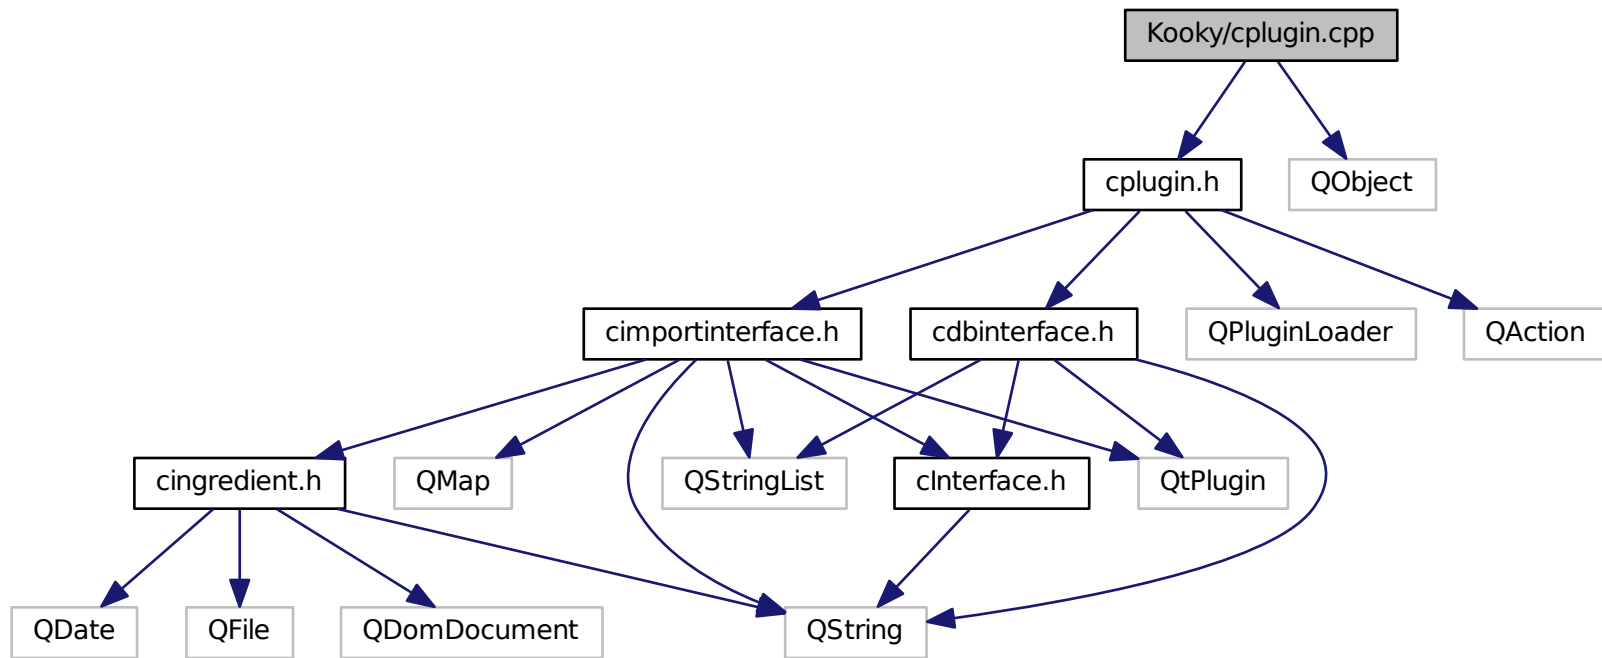 Kooky/cplugin.cpp
cplugin.h
QObject
cimportinterface.h
cdbinterface.h
QPluginLoader
QAction
cingredient.h
QMap
QStringList
cInterface.h
QtPlugin
QDate
QFile
QDomDocument
QString